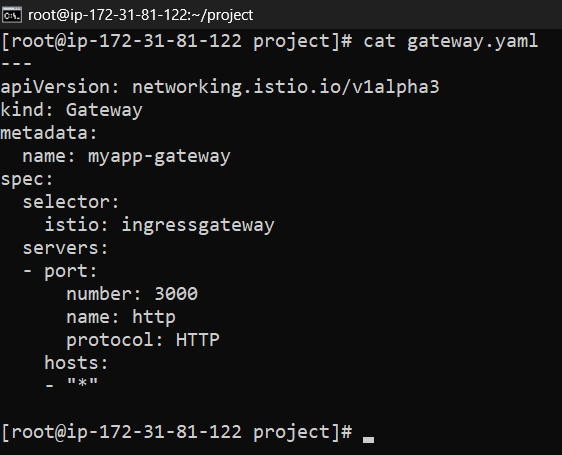 root@ip-172-31-81-122:~/project
[root@ip-172-31-81-122 project]# cat gateway.yaml
---
apiVersion: networking.istio.io/v1alpha3
kind: Gateway
metadata:
  name: myapp-gateway
spec:
  selector:
    istio: ingressgateway
  servers:
  - port:
      number: 3000
      name: http
      protocol: HTTP
    hosts:
    - "*"
[root@ip-172-31-81-122 project]#